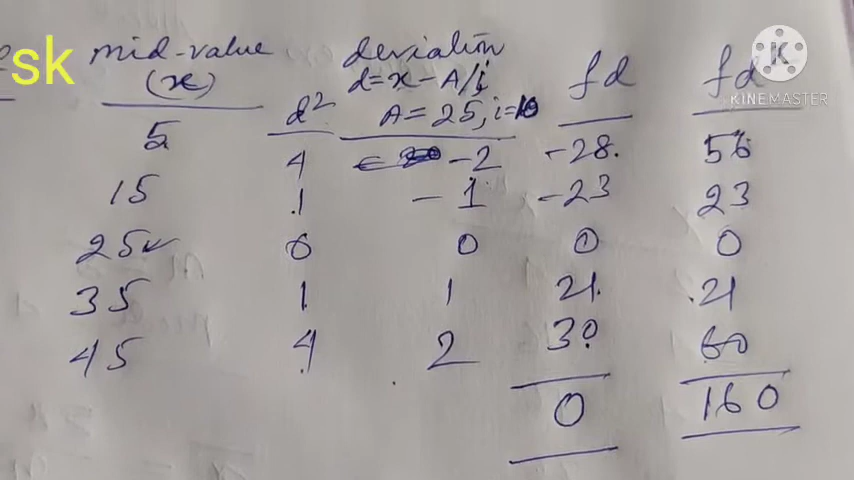 sk mid-value deviation fd fd
(x) d=x-A/i
d² A=25, i=10
5
4 -2 -28. 56
15 1 -1 -23 23
25✓ 0 0 0 0
35 1 1 21. 21
45 4 2 30 60
0 160
K
KINEMASTER